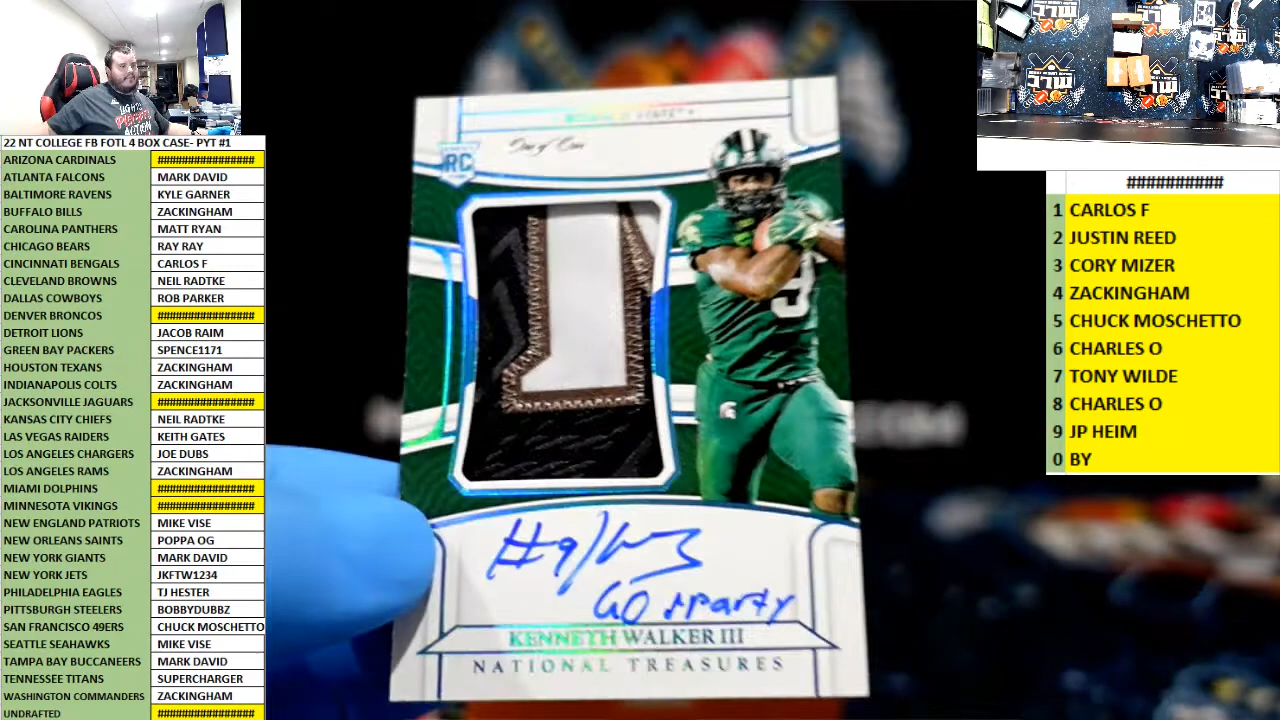 22 NT COLLEGE FB FOTL 4 BOX CASE- PYT #1
ARIZONA CARDINALS ################
ATLANTA FALCONS MARK DAVID
BALTIMORE RAVENS KYLE GARNER
BUFFALO BILLS ZACKINGHAM
CAROLINA PANTHERS MATT RYAN
CHICAGO BEARS RAY RAY
CINCINNATI BENGALS CARLOS F
CLEVELAND BROWNS NEIL RADTKE
DALLAS COWBOYS ROB PARKER
DENVER BRONCOS ################
DETROIT LIONS JACOB RAIM
GREEN BAY PACKERS SPENCE1171
HOUSTON TEXANS ZACKINGHAM
INDIANAPOLIS COLTS ZACKINGHAM
JACKSONVILLE JAGUARS ################
KANSAS CITY CHIEFS NEIL RADTKE
LAS VEGAS RAIDERS KEITH GATES
LOS ANGELES CHARGERS JOE DUBS
LOS ANGELES RAMS ZACKINGHAM
MIAMI DOLPHINS ################
MINNESOTA VIKINGS ################
NEW ENGLAND PATRIOTS MIKE VISE
NEW ORLEANS SAINTS POPPA OG
NEW YORK GIANTS MARK DAVID
NEW YORK JETS JKFTW1234
PHILADELPHIA EAGLES TJ HESTER
PITTSBURGH STEELERS BOBBYDUBBZ
SAN FRANCISCO 49ERS CHUCK MOSCHETTO
SEATTLE SEAHAWKS MIKE VISE
TAMPA BAY BUCCANEERS MARK DAVID
TENNESSEE TITANS SUPERCHARGER
WASHINGTON COMMANDERS ZACKINGHAM
UNDRAFTED ################
One of One
RC
9
#9/
GO sparty
KENNETH WALKER III
NATIONAL TREASURES
##########
1 CARLOS F
2 JUSTIN REED
3 CORY MIZER
4 ZACKINGHAM
5 CHUCK MOSCHETTO
6 CHARLES O
7 TONY WILDE
8 CHARLES O
9 JP HEIM
0 BY